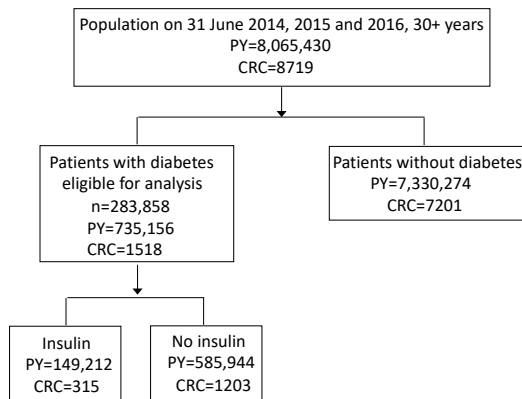 Population on 31 June 2014, 2015 and 2016, 30+ years
PY=8,065,430
CRC=8719
Patients with diabetes
eligible for analysis
n=283,858
PY=735,156
CRC=1518
Patients without diabetes
PY=7,330,274
CRC=7201
Insulin
PY=149,212
CRC=315
No insulin
PY=585,944
CRC=1203